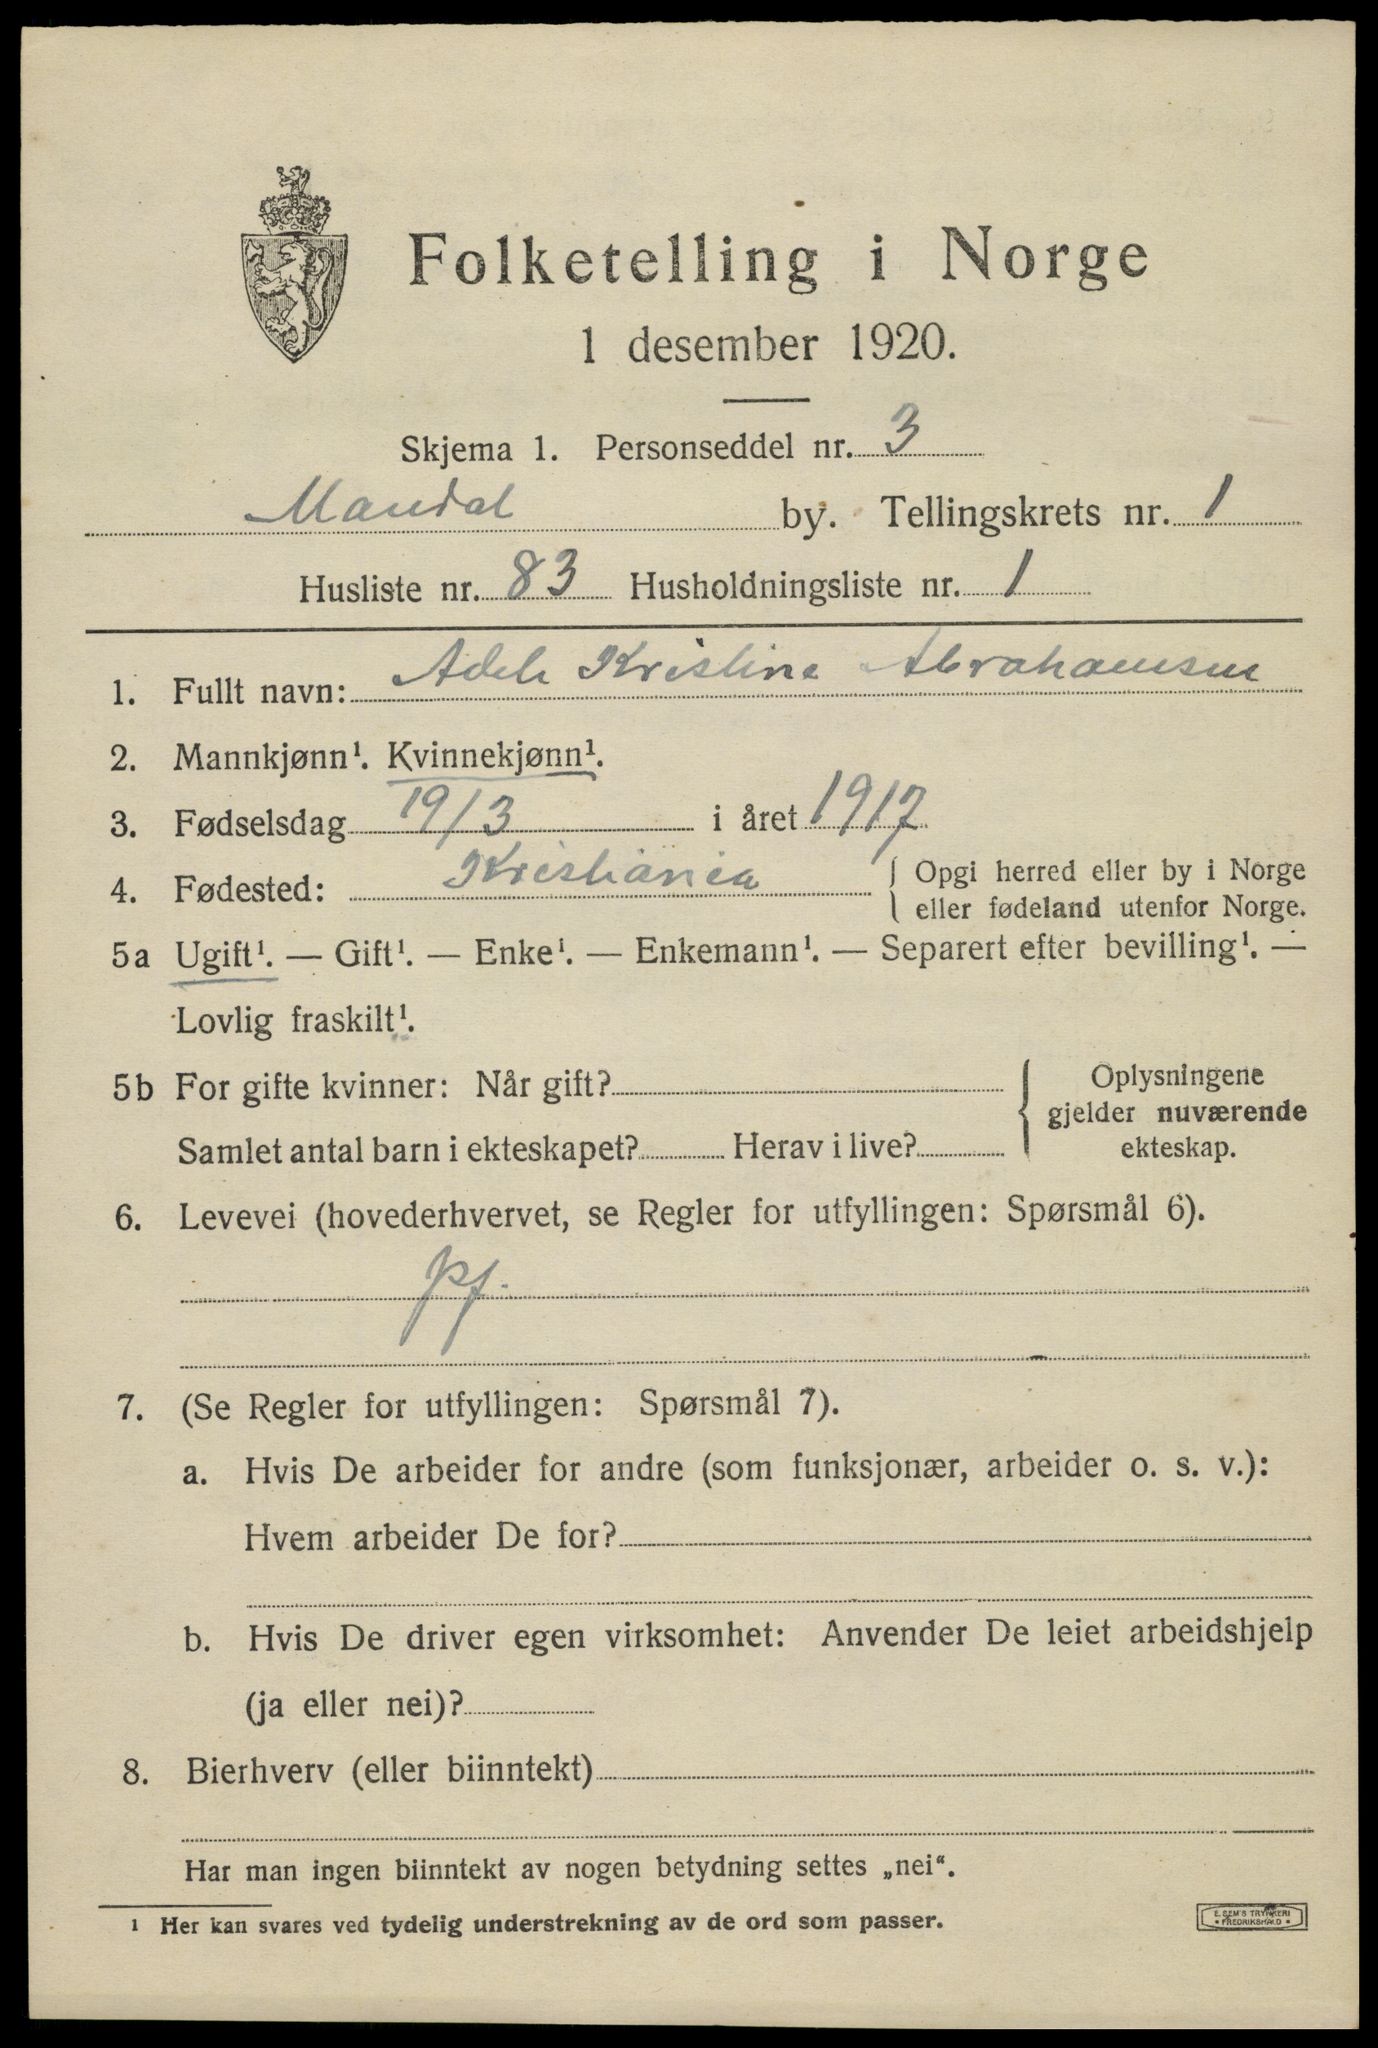 Folketelling i Norge
1 desember 1920.
Skjema 1. Personseddel nr. 3
Mandal by. Tellingskrets nr. 1
Husliste nr. 83 Husholdningsliste nr. 1
1. Fullt navn: Adele Kristine Abrahamsen
2. Mannkjønn¹. Kvinnekjønn¹.
3. Fødselsdag 19/3 i året 1917
4. Fødested: Kristiania { Opgi herred eller by i Norge
eller fødeland utenfor Norge.
5a Ugift¹. — Gift¹. — Enke¹. — Enkemann¹. — Separert efter bevilling¹. —
Lovlig fraskilt¹.
5b For gifte kvinner: Når gift?
Samlet antal barn i ekteskapet? Herav i live?
{ Oplysningene
gjelder nuværende
ekteskap.
6. Levevei (hovederhvervet, se Regler for utfyllingen: Spørsmål 6).
pf.
7. (Se Regler for utfyllingen: Spørsmål 7).
a. Hvis De arbeider for andre (som funksjonær, arbeider o. s. v.):
Hvem arbeider De for?
b. Hvis De driver egen virksomhet: Anvender De leiet arbeidshjelp
(ja eller nei)?
8. Bierhverv (eller biinntekt)
Har man ingen biinntekt av nogen betydning settes „nei“.
¹ Her kan svares ved tydelig understrekning av de ord som passer.
E. SEM'S TRYKKERI
• FREDRIKSHALD •